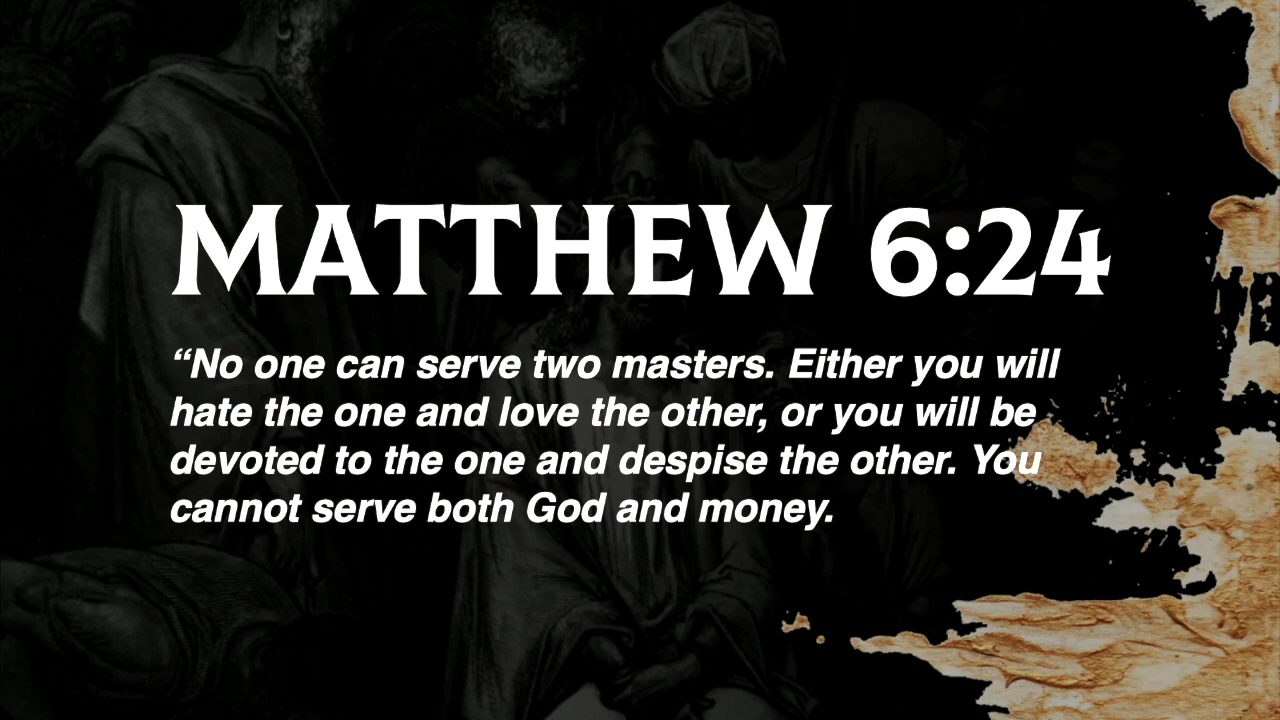 MATTHEW 6:24
“No one can serve two masters. Either you will
hate the one and love the other, or you will be
devoted to the one and despise the other. You
cannot serve both God and money.